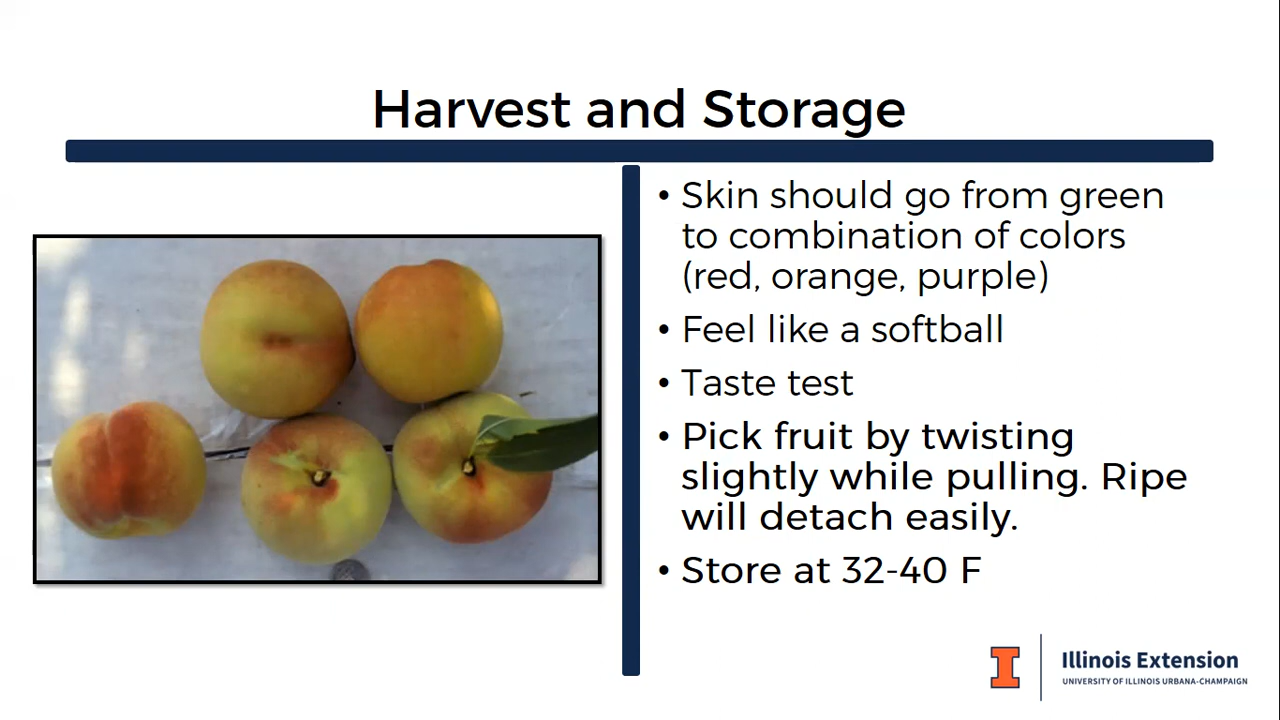 Harvest and Storage
• Skin should go from green
to combination of colors
(red, orange, purple)
• Feel like a softball
• Taste test
• Pick fruit by twisting
slightly while pulling. Ripe
will detach easily.
• Store at 32-40 F
I
Illinois Extension
UNIVERSITY OF ILLINOIS URBANA-CHAMPAIGN